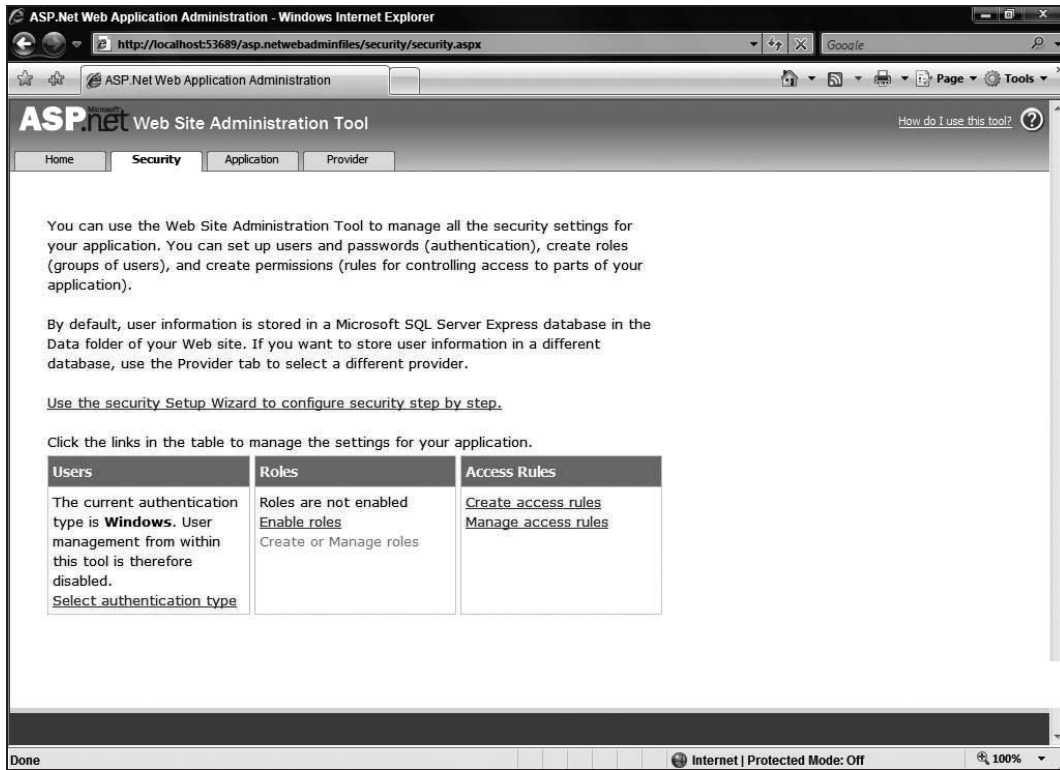 ASP.Net Web Application Administration - Windows Internet Explorer
http://localhost:53689/asp.netwebadminfiles/security/security.aspx
Google
ASP.Net Web Application Administration
Page
Tools
Microsoft
ASP.net Web Site Administration Tool
How do I use this tool? ?
Home
Security
Application
Provider
You can use the Web Site Administration Tool to manage all the security settings for
your application. You can set up users and passwords (authentication), create roles
(groups of users), and create permissions (rules for controlling access to parts of your
application).
By default, user information is stored in a Microsoft SQL Server Express database in the
Data folder of your Web site. If you want to store user information in a different
database, use the Provider tab to select a different provider.
Use the security Setup Wizard to configure security step by step.
Click the links in the table to manage the settings for your application.
Users
The current authentication
type is Windows. User
management from within
this tool is therefore
disabled.
Select authentication type
Roles
Roles are not enabled
Enable roles
Create or Manage roles
Access Rules
Create access rules
Manage access rules
Done
Internet | Protected Mode: Off
100%